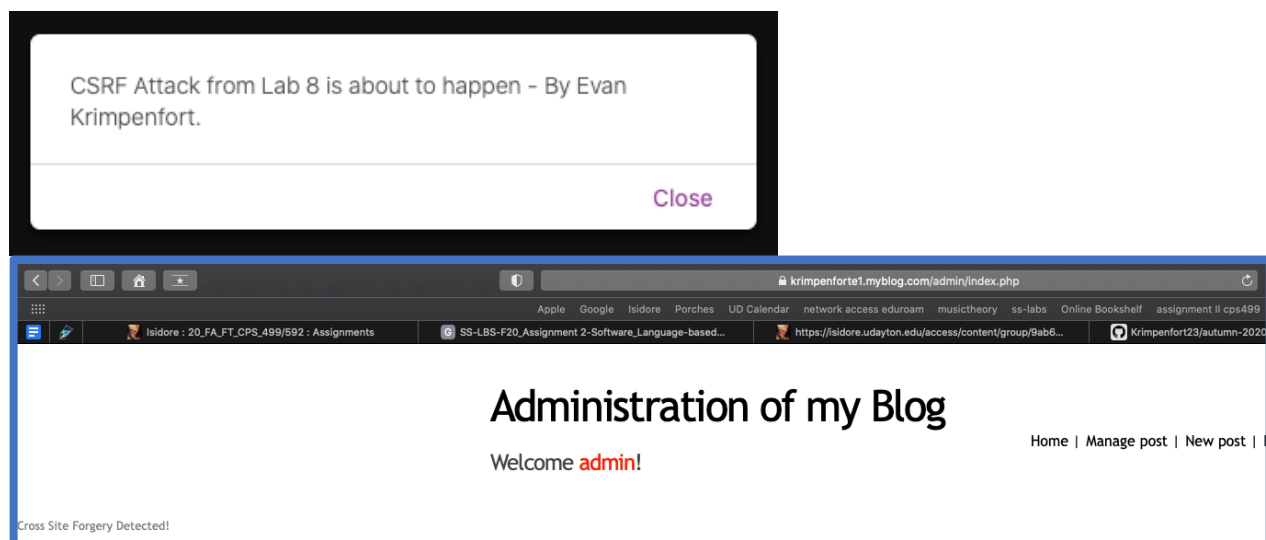 CSRF Attack from Lab 8 is about to happen - By Evan
Krimpenfort.
Close
krimpenforte1.myblog.com/admin/index.php
Apple Google Isidore Porches UD Calendar network access eduroam musictheory ss-labs Online Bookshelf assignment II cps499
Isidore : 20_FA_FT_CPS_499/592 : Assignments G SS-LBS-F20_Assignment 2-Software_Language-based... https://isidore.udayton.edu/access/content/group/9ab6... Krimpenfort23/autumn-2020
Administration of my Blog
Home | Manage post | New post |
Welcome admin!
Cross Site Forgery Detected!